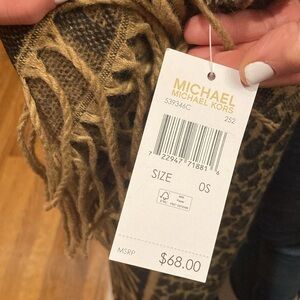 MICHAEL
MICHAEL KORS
539346C
252
7 22947 71881 6
SIZE OS
MSRP $68.00